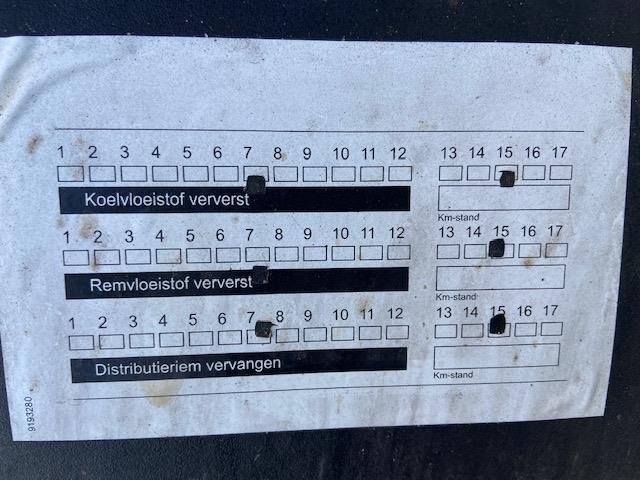 1 2 3 4 5 6 7 8 9 10 11 12 13 14 15 16 17
Koelvloeistof ververst
Km-stand
1 2 3 4 5 6 7 8 9 10 11 12 13 14 15 16 17
Remvloeistof ververst
Km-stand
1 2 3 4 5 6 7 8 9 10 11 12 13 14 15 16 17
Distributieriem vervangen
Km-stand
9193280